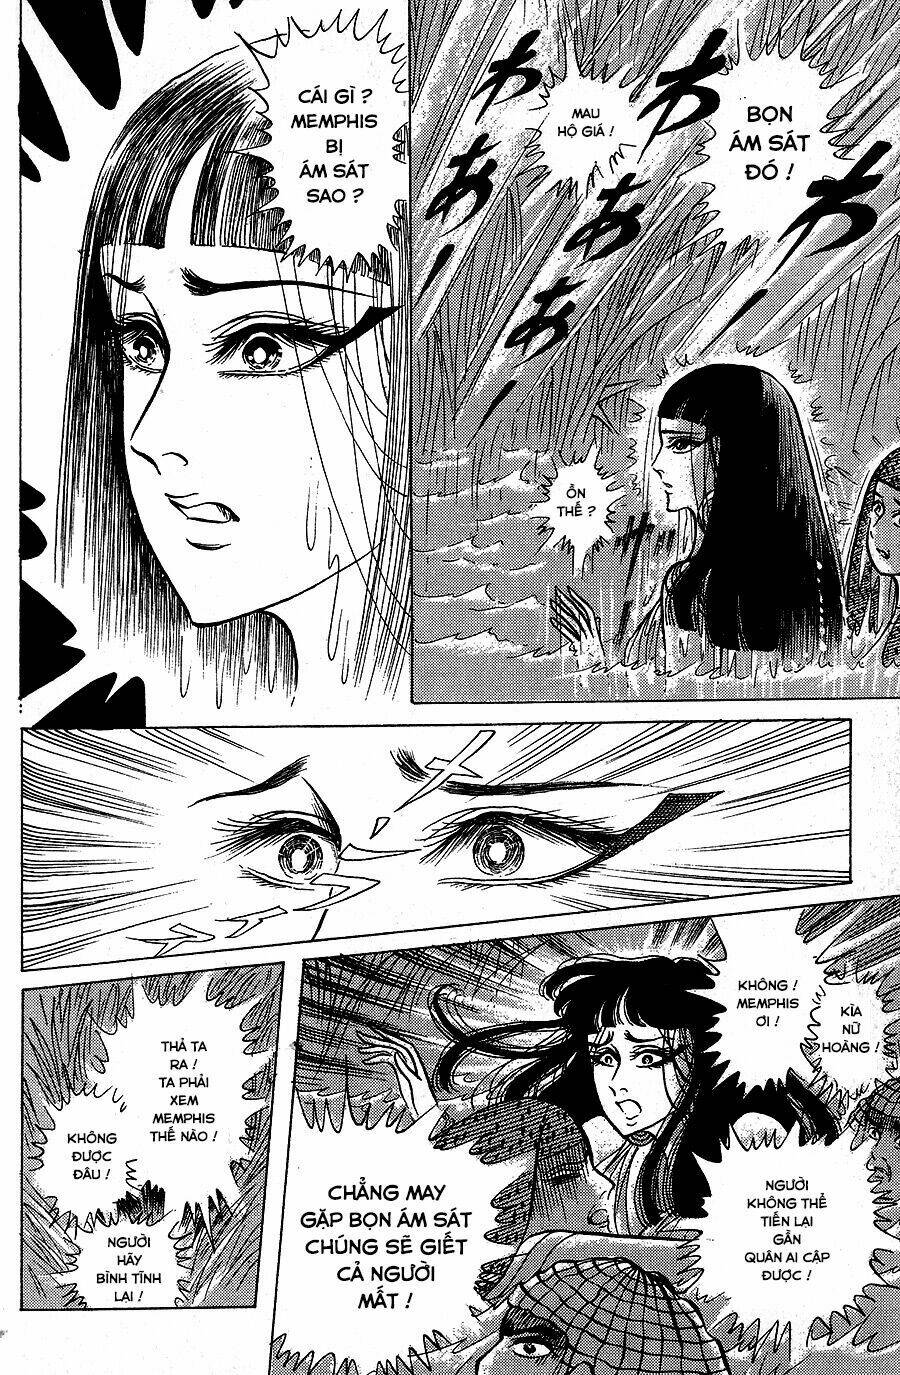 BỌN
ÁM SÁT
ĐÓ !
MAU
HỘ GIÁ !
わあ!
わあ!
わあ!
わあ!
ỒN
THẾ ?
CÁI GÌ ?
MEMPHIS
BỊ
ÁM SÁT
SAO ?
KHÔNG !
MEMPHIS
ƠI !
KÌA
NỮ
HOÀNG !
NGƯỜI
KHÔNG THỂ
TIẾN LẠI
GẦN
QUÂN AI CẬP
ĐƯỢC !
CHẲNG MAY
GẶP BỌN ÁM SÁT
CHÚNG SẼ GIẾT
CẢ NGƯỜI
MẤT !
THẢ TA
RA !
TA PHẢI
XEM
MEMPHIS
THẾ NÀO !
KHÔNG
ĐƯỢC
ĐÂU !
NGƯỜI
HÃY
BÌNH TĨNH
LẠI !